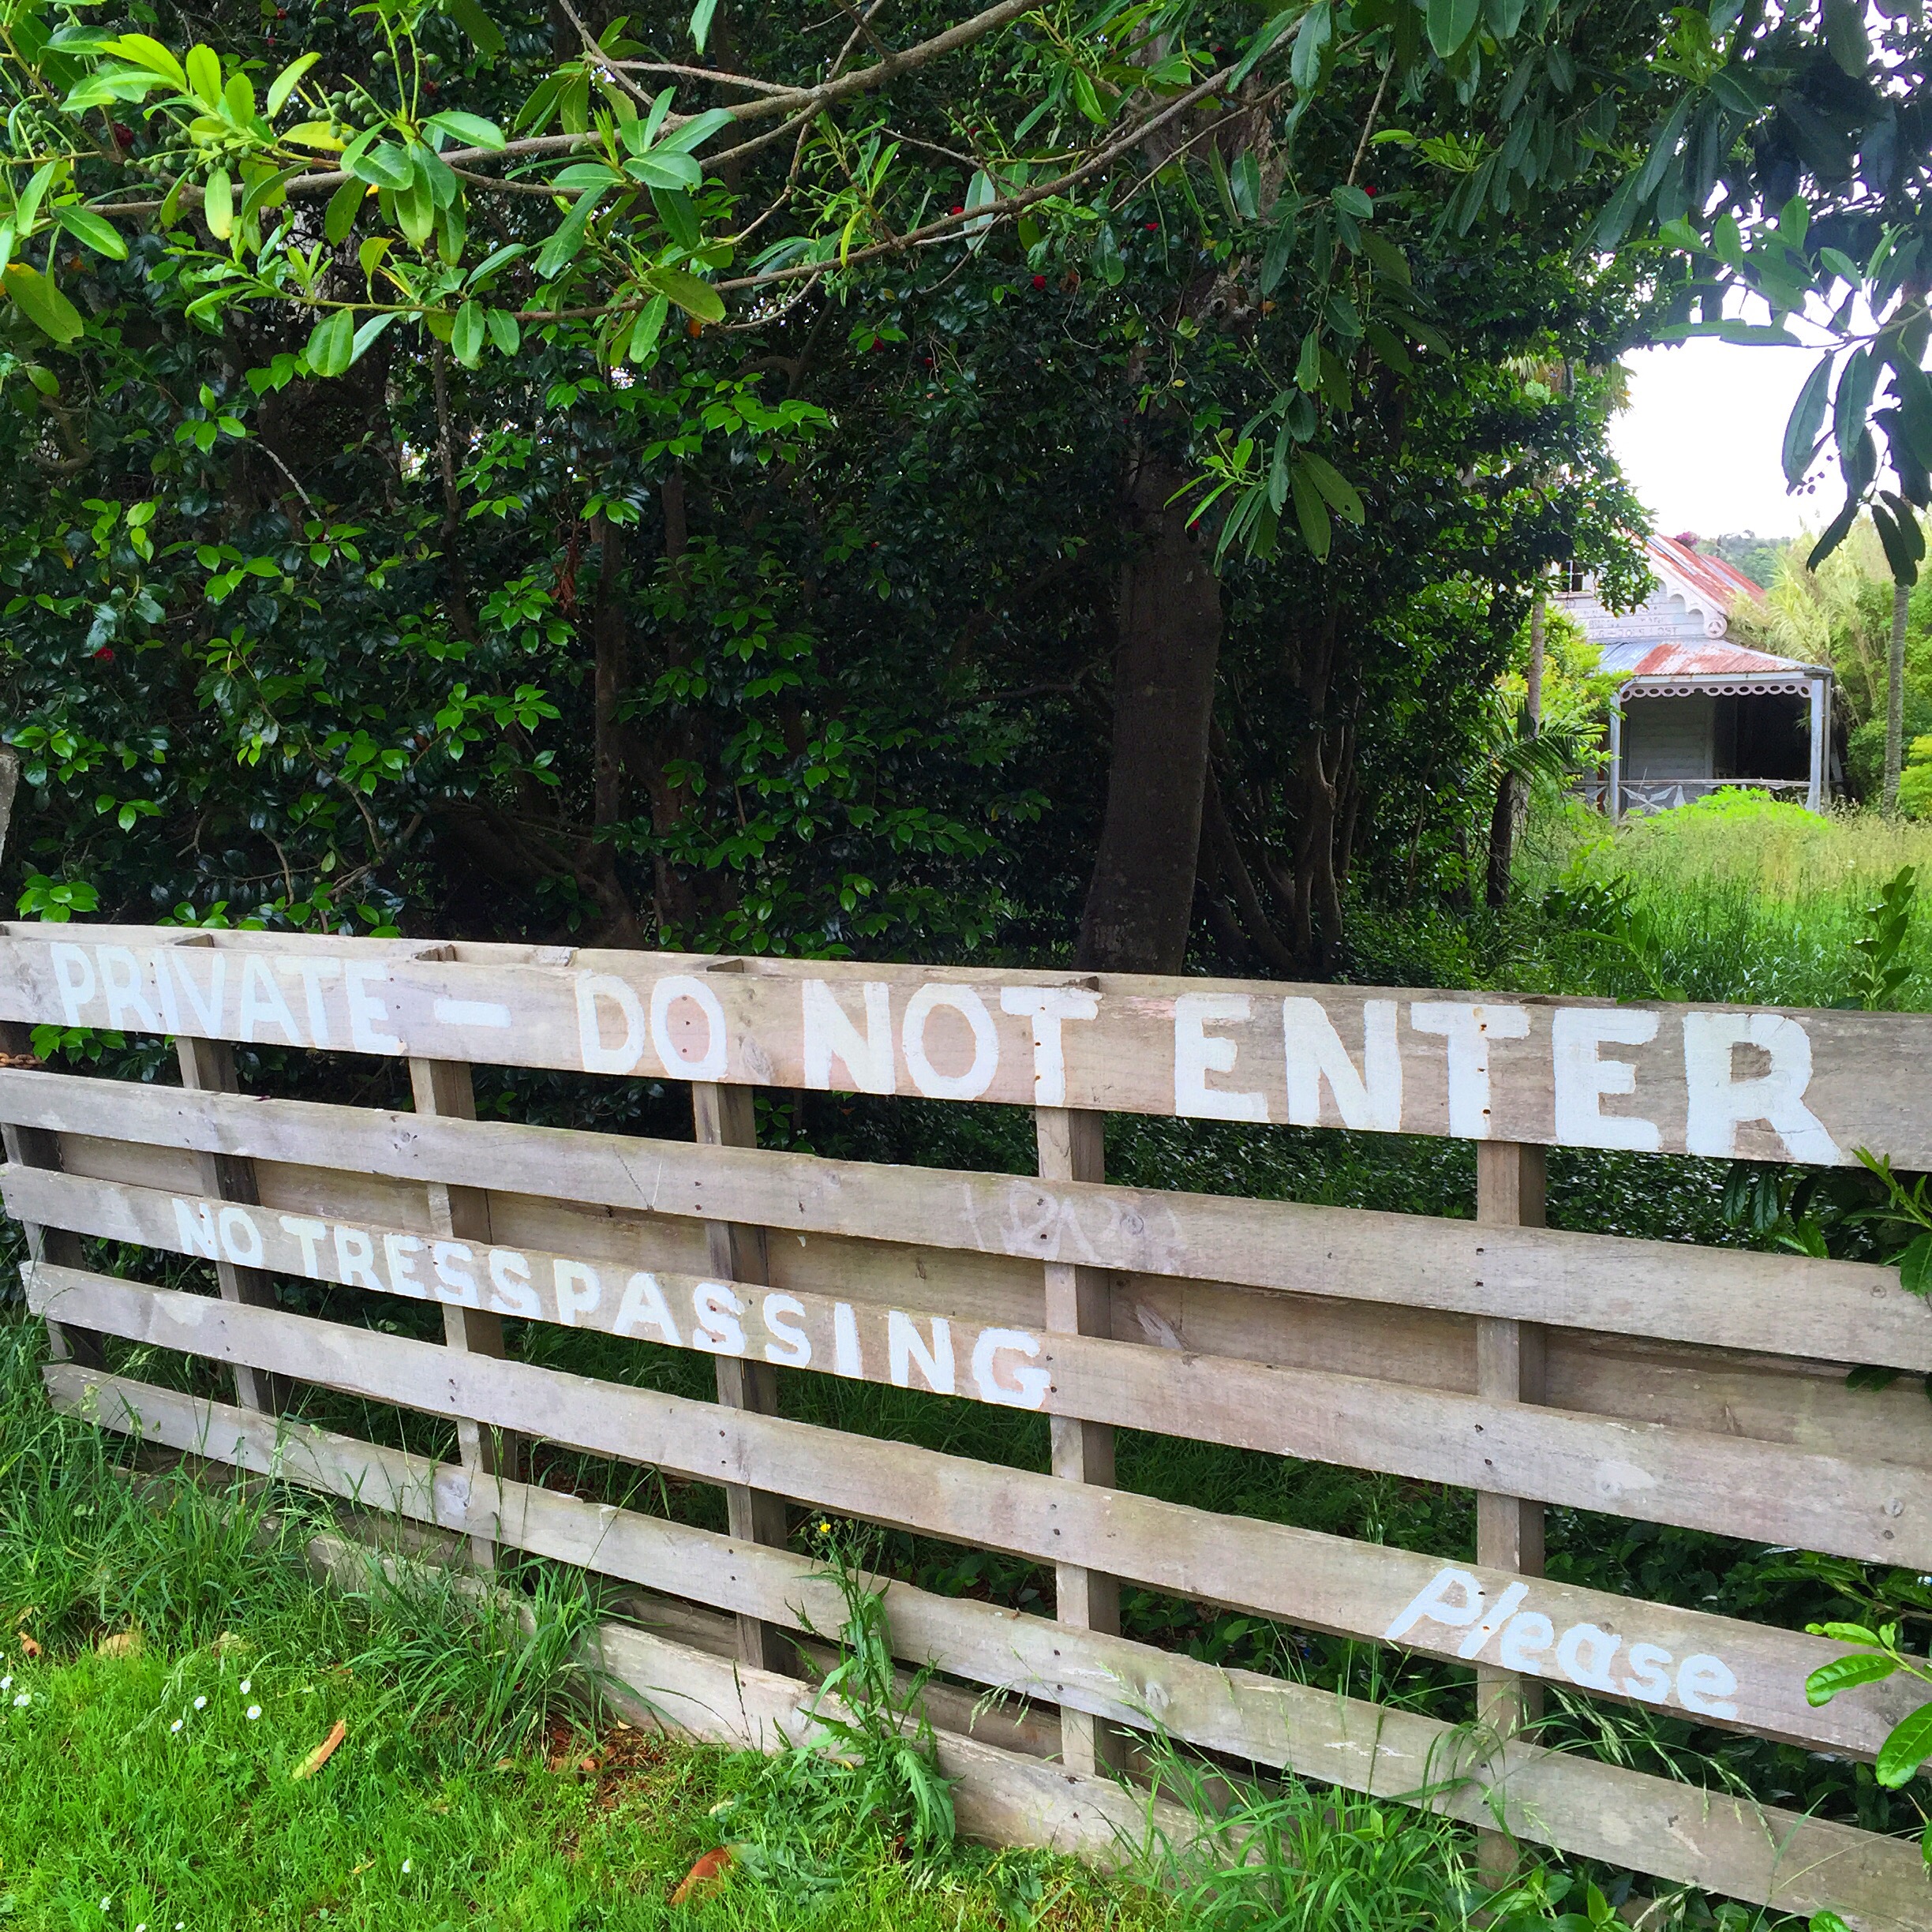 PRIVATE - DO NOT ENTER
NO TRESSPASSING
Please